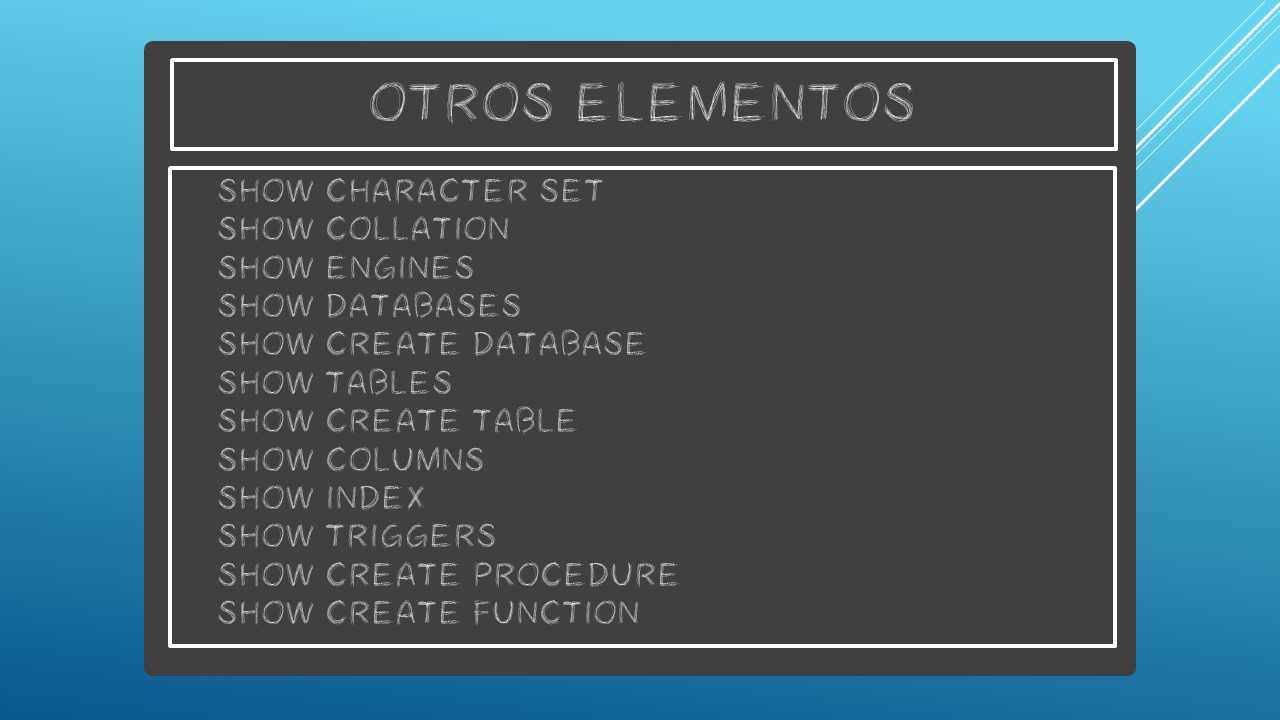 OTROS ELEMENTOS
SHOW CHARACTER SET
SHOW COLLATION
SHOW ENGINES
SHOW DATABASES
SHOW CREATE DATABASE
SHOW TABLES
SHOW CREATE TABLE
SHOW COLUMNS
SHOW INDEX
SHOW TRIGGERS
SHOW CREATE PROCEDURE
SHOW CREATE FUNCTION